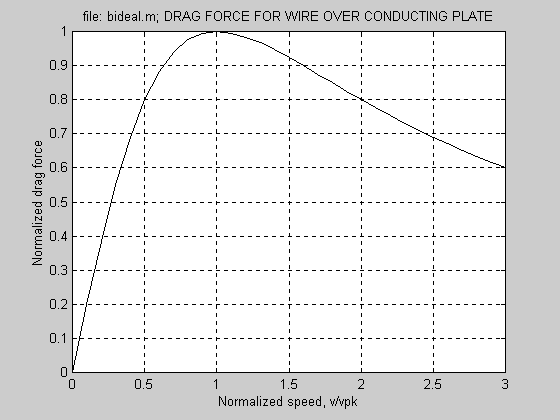 file: bideal.m; DRAG FORCE FOR WIRE OVER CONDUCTING PLATE
1
0.9
0.8
0.7
0.6
0.5
0.4
0.3
0.2
0.1
0
Normalized drag force
0 0.5 1 1.5 2 2.5 3
Normalized speed, v/vpk